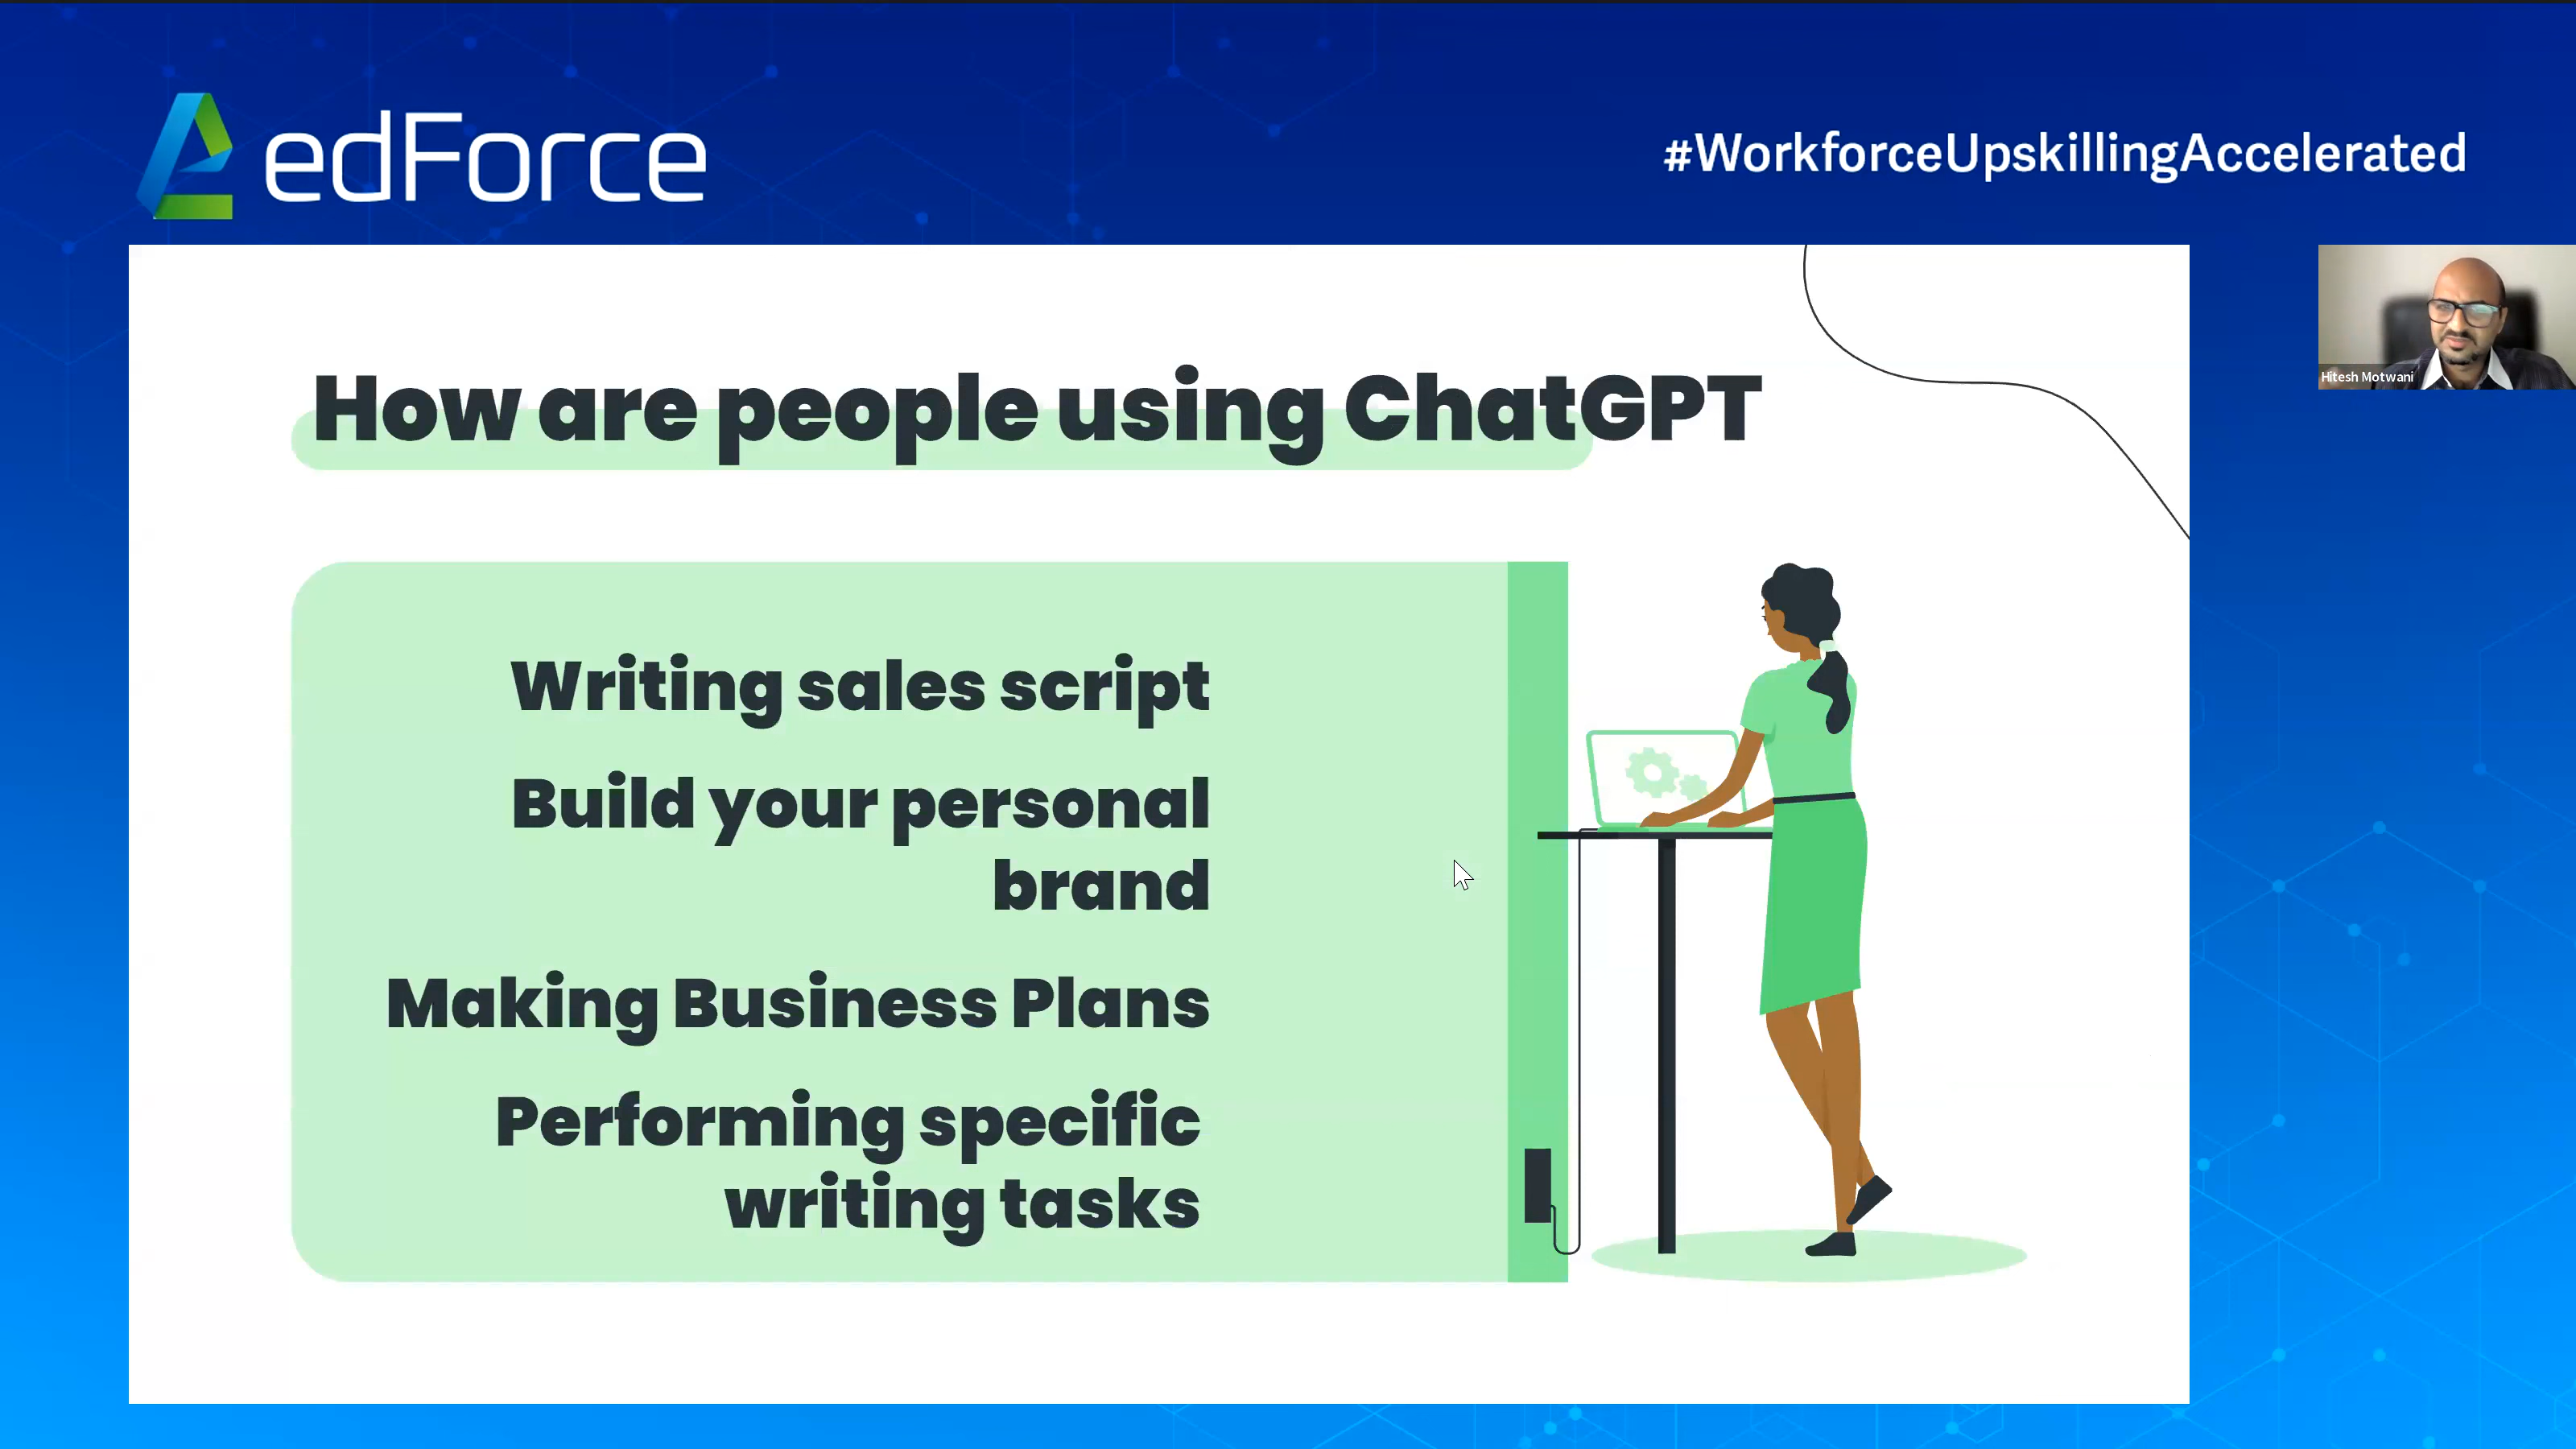 edForce
#WorkforceUpskillingAccelerated
How are people using ChatGPT
Hitesh Motwani
Writing sales script
Build your personal
brand
Making Business Plans
Performing specific
writing tasks